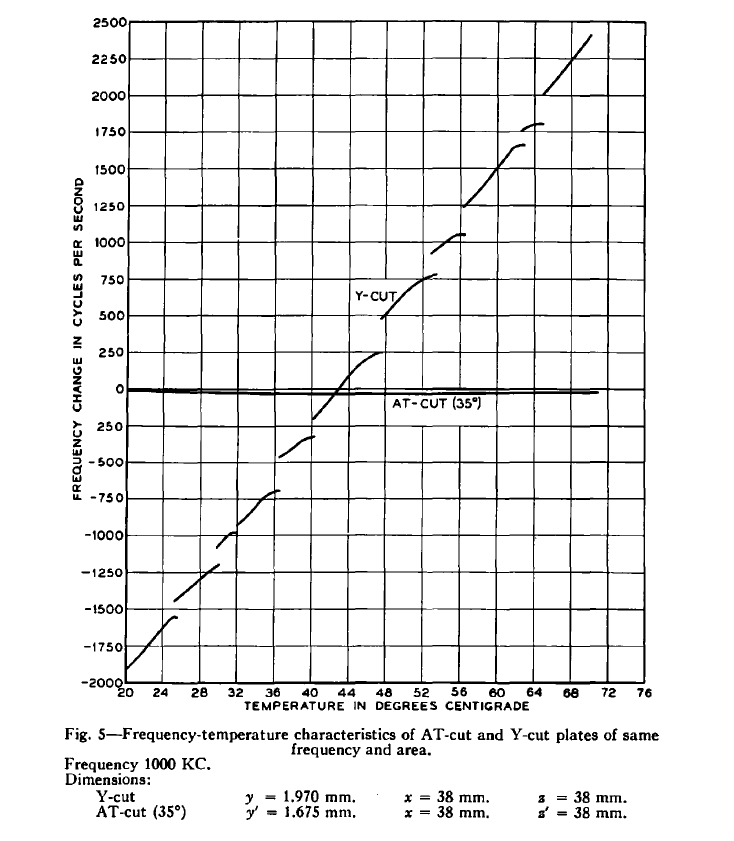 2500
2250
2000
1750
1500
1250
1000
750
500
250
0
250
-500
-750
-1000
-1250
-1500
-1750
-2000
FREQUENCY CHANGE IN CYCLES PER SECOND
Y-CUT
AT-CUT (35°)
20 24 28 32 36 40 44 48 52 56 60 64 68 72 76
TEMPERATURE IN DEGREES CENTIGRADE
Fig. 5—Frequency-temperature characteristics of AT-cut and Y-cut plates of same
frequency and area.
Frequency 1000 KC.
Dimensions:
Y-cut y = 1.970 mm. x = 38 mm. z = 38 mm.
AT-cut (35°) y′ = 1.675 mm. x = 38 mm. z′ = 38 mm.